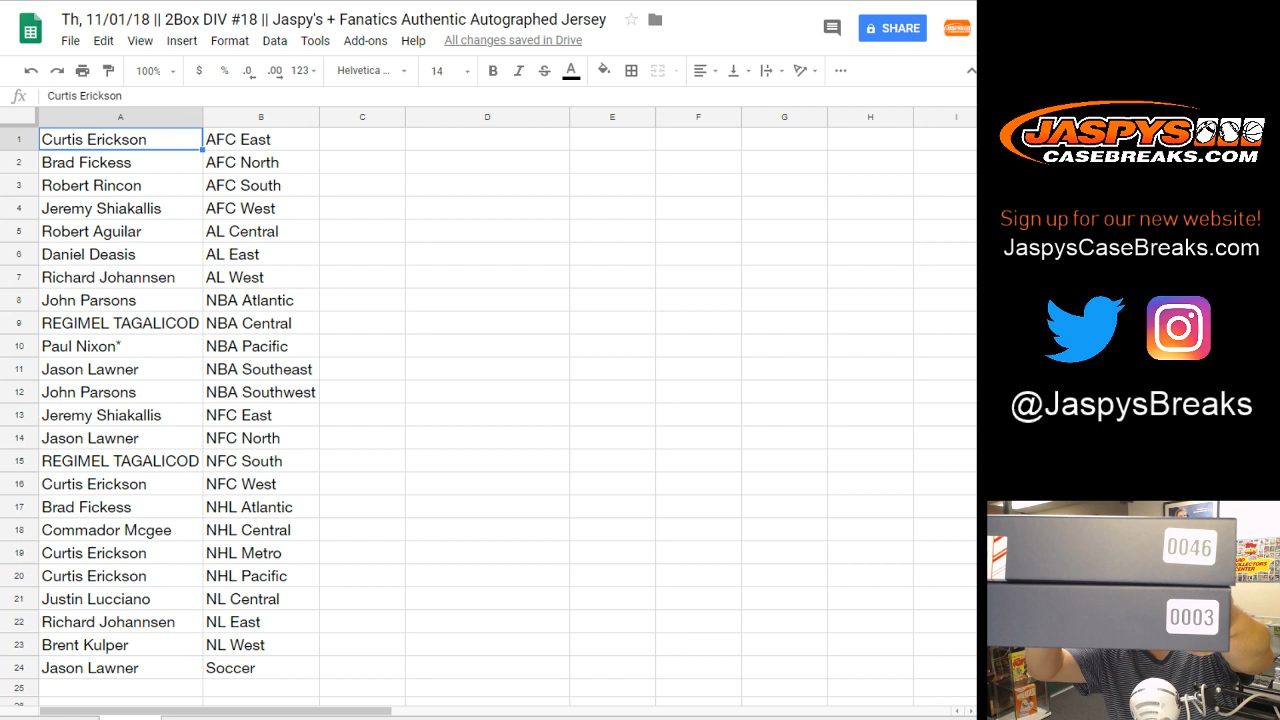 Th, 11/01/18 || 2Box DIV #18 || Jaspy's + Fanatics Authentic Autographed Jersey
File Edit View Insert Format Data Tools Add-ons Help All changes saved in Drive
SHARE
100% $ % .0 .00 123 Helvetica ... 14 B I S A
fx Curtis Erickson
A B C D E F G H I
1 Curtis Erickson AFC East
2 Brad Fickess AFC North
3 Robert Rincon AFC South
4 Jeremy Shiakallis AFC West
5 Robert Aguilar AL Central
6 Daniel Deasis AL East
7 Richard Johannsen AL West
8 John Parsons NBA Atlantic
9 REGIMEL TAGALICOD NBA Central
10 Paul Nixon* NBA Pacific
11 Jason Lawner NBA Southeast
12 John Parsons NBA Southwest
13 Jeremy Shiakallis NFC East
14 Jason Lawner NFC North
15 REGIMEL TAGALICOD NFC South
16 Curtis Erickson NFC West
17 Brad Fickess NHL Atlantic
18 Commador Mcgee NHL Central
19 Curtis Erickson NHL Metro
20 Curtis Erickson NHL Pacific
21 Justin Lucciano NL Central
22 Richard Johannsen NL East
23 Brent Kulper NL West
24 Jason Lawner Soccer
25
JASPYS
CASEBREAKS.COM
Sign up for our new website!
JaspysCaseBreaks.com
@JaspysBreaks
0046
0003